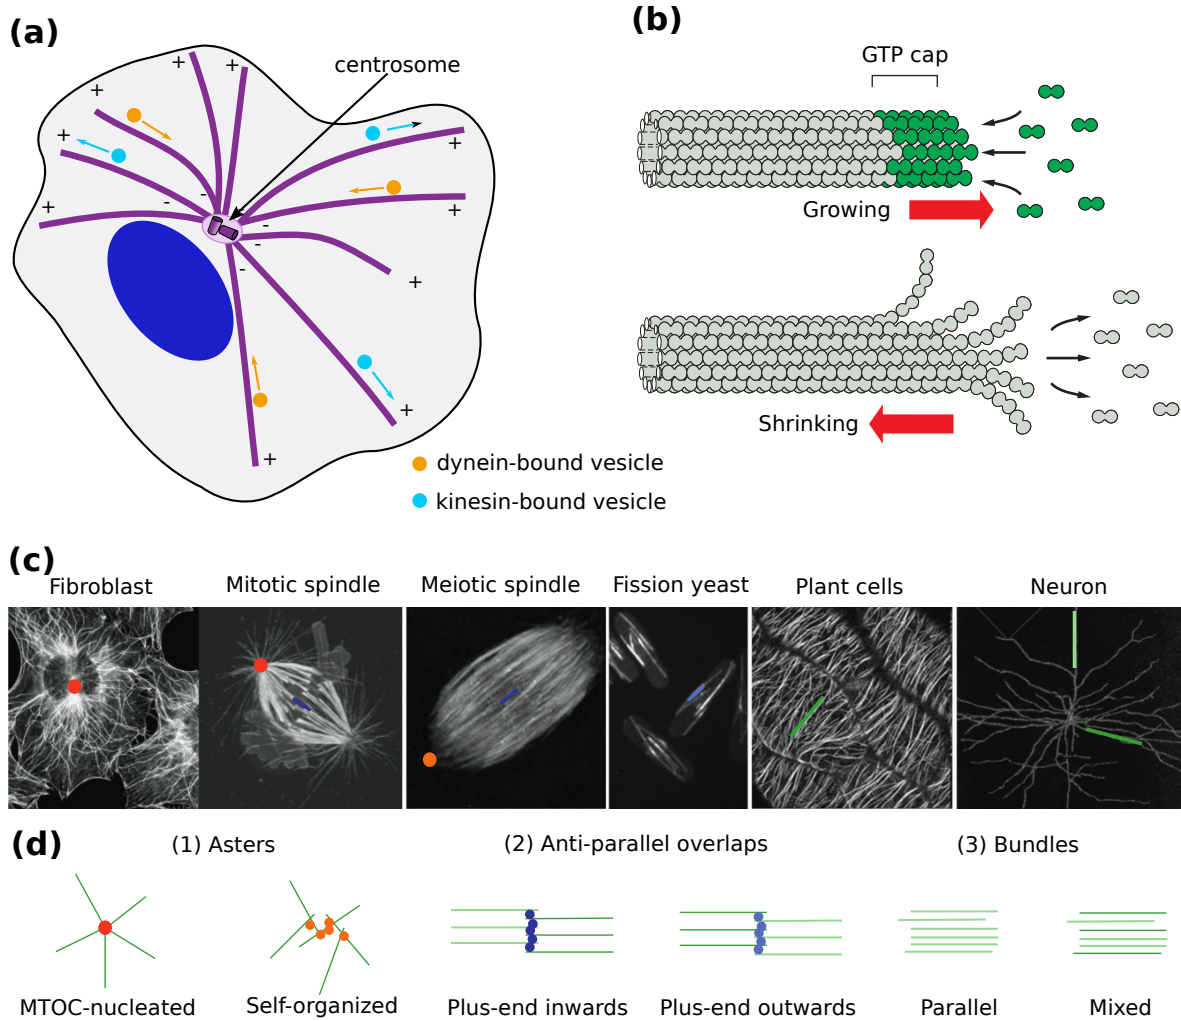 (a)
centrosome
+ + + + + + + + + + +
- - - - -
dynein-bound vesicle
kinesin-bound vesicle
(b)
GTP cap
Growing
Shrinking
(c)
Fibroblast Mitotic spindle Meiotic spindle Fission yeast Plant cells Neuron
(d)
(1) Asters (2) Anti-parallel overlaps (3) Bundles
MTOC-nucleated Self-organized Plus-end inwards Plus-end outwards Parallel Mixed